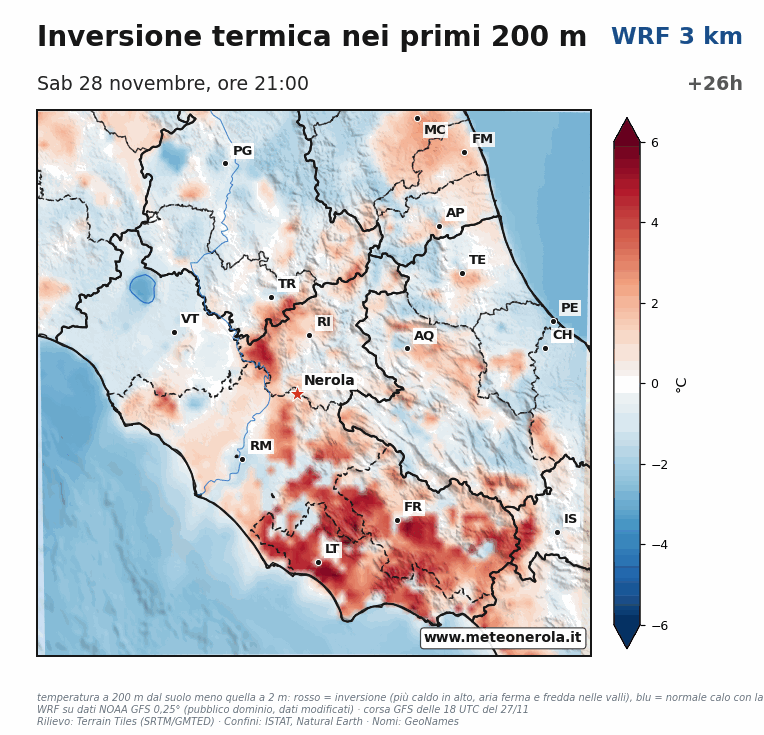 Inversione termica nei primi 200 m WRF 3 km
Sab 28 novembre, ore 21:00 +26h
MC
FM
PG
AP
TE
TR
PE
VT
RI
AQ
CH
Nerola
RM
FR
IS
LT
www.meteonerola.it
6
4
2
0
−2
−4
−6
°C
temperatura a 200 m dal suolo meno quella a 2 m: rosso = inversione (più caldo in alto, aria ferma e fredda nelle valli), blu = normale calo con la
WRF su dati NOAA GFS 0,25° (pubblico dominio, dati modificati) · corsa GFS delle 18 UTC del 27/11
Rilievo: Terrain Tiles (SRTM/GMTED) · Confini: ISTAT, Natural Earth · Nomi: GeoNames